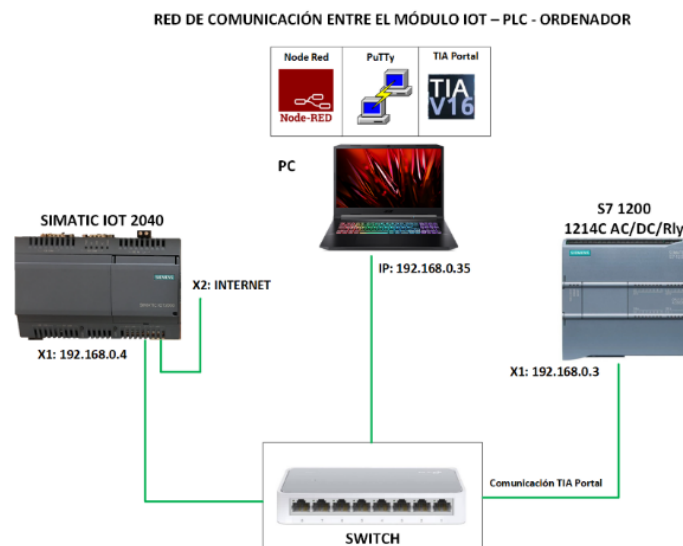 RED DE COMUNICACIÓN ENTRE EL MÓDULO IOT – PLC - ORDENADOR
Node Red
PuTTy
TIA Portal
Node-RED
TIA
V16
PC
SIMATIC IOT 2040
S7 1200
1214C AC/DC/Rly
SIEMENS
SIEMENS
X2: INTERNET
IP: 192.168.0.35
X1: 192.168.0.4
X1: 192.168.0.3
Comunicación TIA Portal
SWITCH